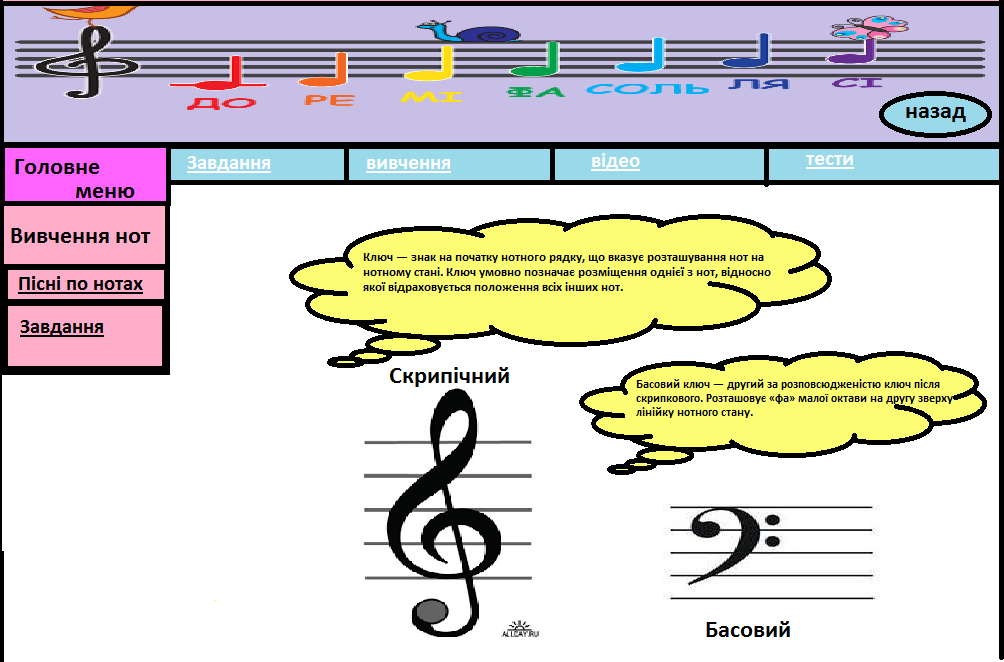 ДО РЕ МІ ФА СОЛЬ ЛЯ СІ
назад
Головне
меню
Завдання вивчення відео тести
Вивчення нот
Пісні по нотах
Завдання
Ключ — знак на початку нотного рядку, що вказує розташування нот на
нотному стані. Ключ умовно позначає розміщення однієї з нот, відносно
якої відраховується положення всіх інших нот.
Скрипічний
Басовий ключ — другий за розповсюдженістю ключ після
скрипкового. Розташовує «фа» малої октави на другу зверху
лінійку нотного стану.
ALLDAY.RU
Басовий